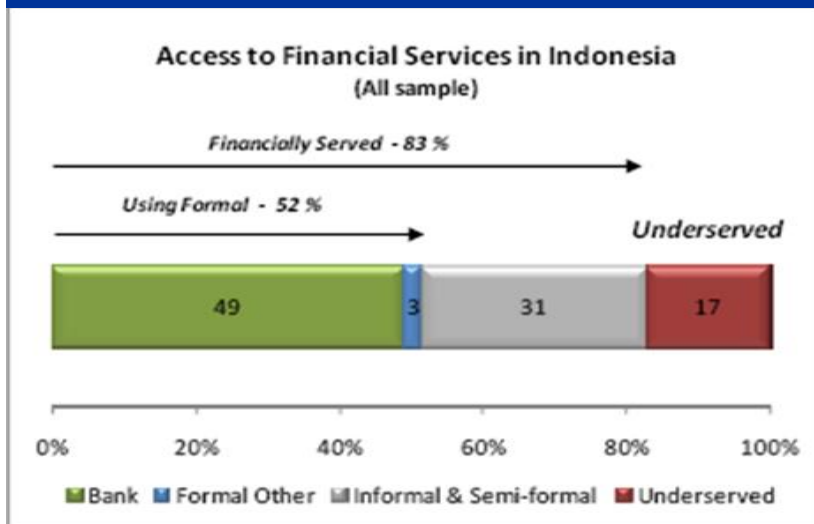 Access to Financial Services in Indonesia
(All sample)
Financially Served - 83 %
Using Formal - 52 %
Underserved
49 3 31 17
0% 20% 40% 60% 80% 100%
Bank Formal Other Informal & Semi-formal Underserved